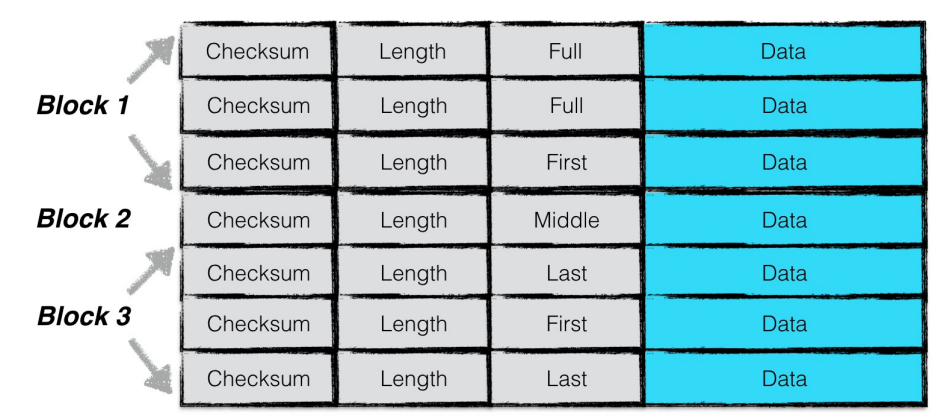 Checksum Length Full Data
Block 1 Checksum Length Full Data
Checksum Length First Data
Block 2 Checksum Length Middle Data
Checksum Length Last Data
Block 3 Checksum Length First Data
Checksum Length Last Data